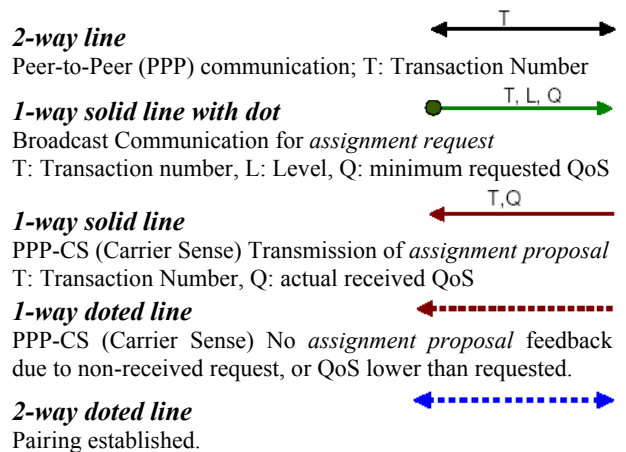 T
2-way line
Peer-to-Peer (PPP) communication; T: Transaction Number
1-way solid line with dot
T, L, Q
Broadcast Communication for assignment request
T: Transaction number, L: Level, Q: minimum requested QoS
T,Q
1-way solid line
PPP-CS (Carrier Sense) Transmission of assignment proposal
T: Transaction Number, Q: actual received QoS
1-way doted line
PPP-CS (Carrier Sense) No assignment proposal feedback
due to non-received request, or QoS lower than requested.
2-way doted line
Pairing established.